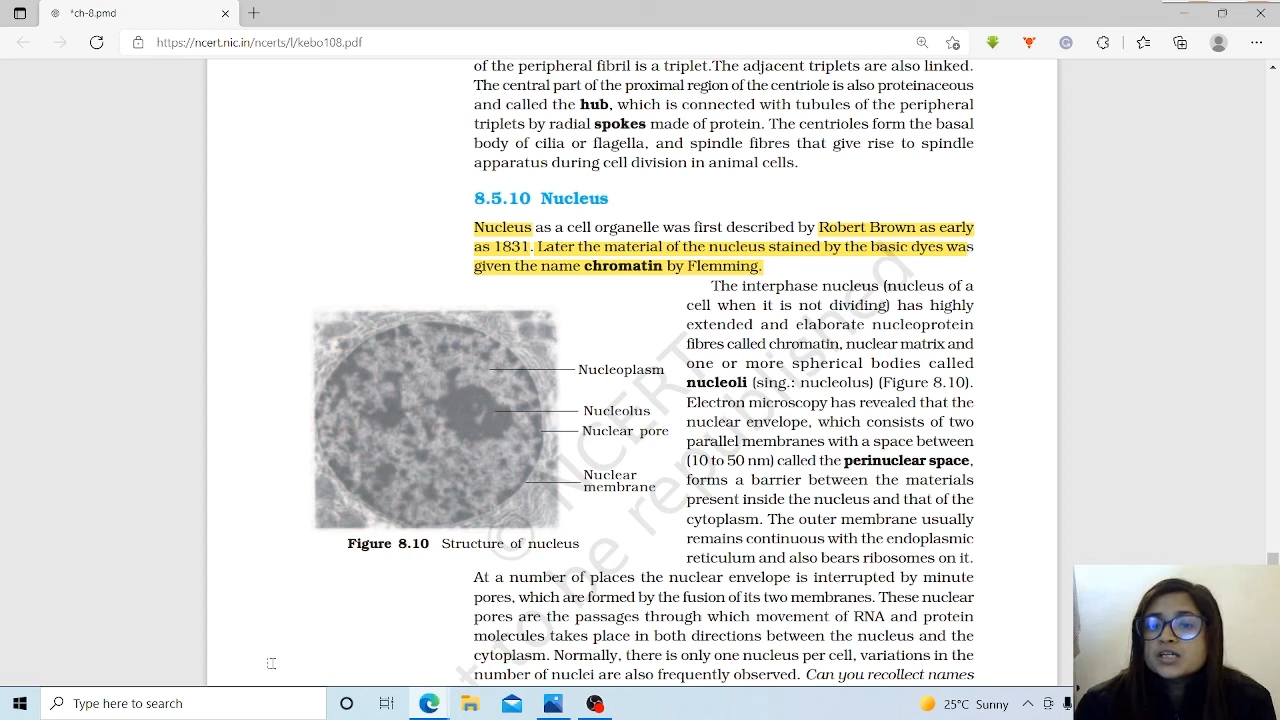 *ch-8.pmd
https://ncert.nic.in/ncerts/l/kebo108.pdf
of the peripheral fibril is a triplet.The adjacent triplets are also linked.
The central part of the proximal region of the centriole is also proteinaceous
and called the hub, which is connected with tubules of the peripheral
triplets by radial spokes made of protein. The centrioles form the basal
body of cilia or flagella, and spindle fibres that give rise to spindle
apparatus during cell division in animal cells.
8.5.10 Nucleus
Nucleus as a cell organelle was first described by Robert Brown as early
as 1831. Later the material of the nucleus stained by the basic dyes was
given the name chromatin by Flemming.
The interphase nucleus (nucleus of a
cell when it is not dividing) has highly
extended and elaborate nucleoprotein
fibres called chromatin, nuclear matrix and
one or more spherical bodies called
nucleoli (sing.: nucleolus) (Figure 8.10).
Electron microscopy has revealed that the
nuclear envelope, which consists of two
parallel membranes with a space between
(10 to 50 nm) called the perinuclear space,
forms a barrier between the materials
present inside the nucleus and that of the
cytoplasm. The outer membrane usually
remains continuous with the endoplasmic
reticulum and also bears ribosomes on it.
Nucleoplasm
Nucleolus
Nuclear pore
Nuclear
membrane
Figure 8.10 Structure of nucleus
At a number of places the nuclear envelope is interrupted by minute
pores, which are formed by the fusion of its two membranes. These nuclear
pores are the passages through which movement of RNA and protein
molecules takes place in both directions between the nucleus and the
cytoplasm. Normally, there is only one nucleus per cell, variations in the
number of nuclei are also frequently observed. Can you recollect names
© NCERT
t to be republished
Type here to search
25°C Sunny